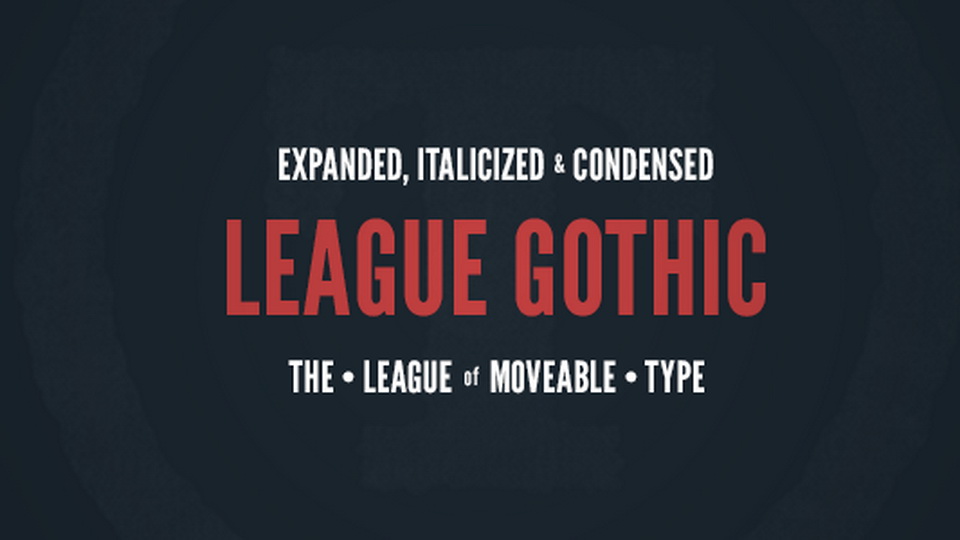 EXPANDED, ITALICIZED & CONDENSED
LEAGUE GOTHIC
THE • LEAGUE of MOVEABLE • TYPE